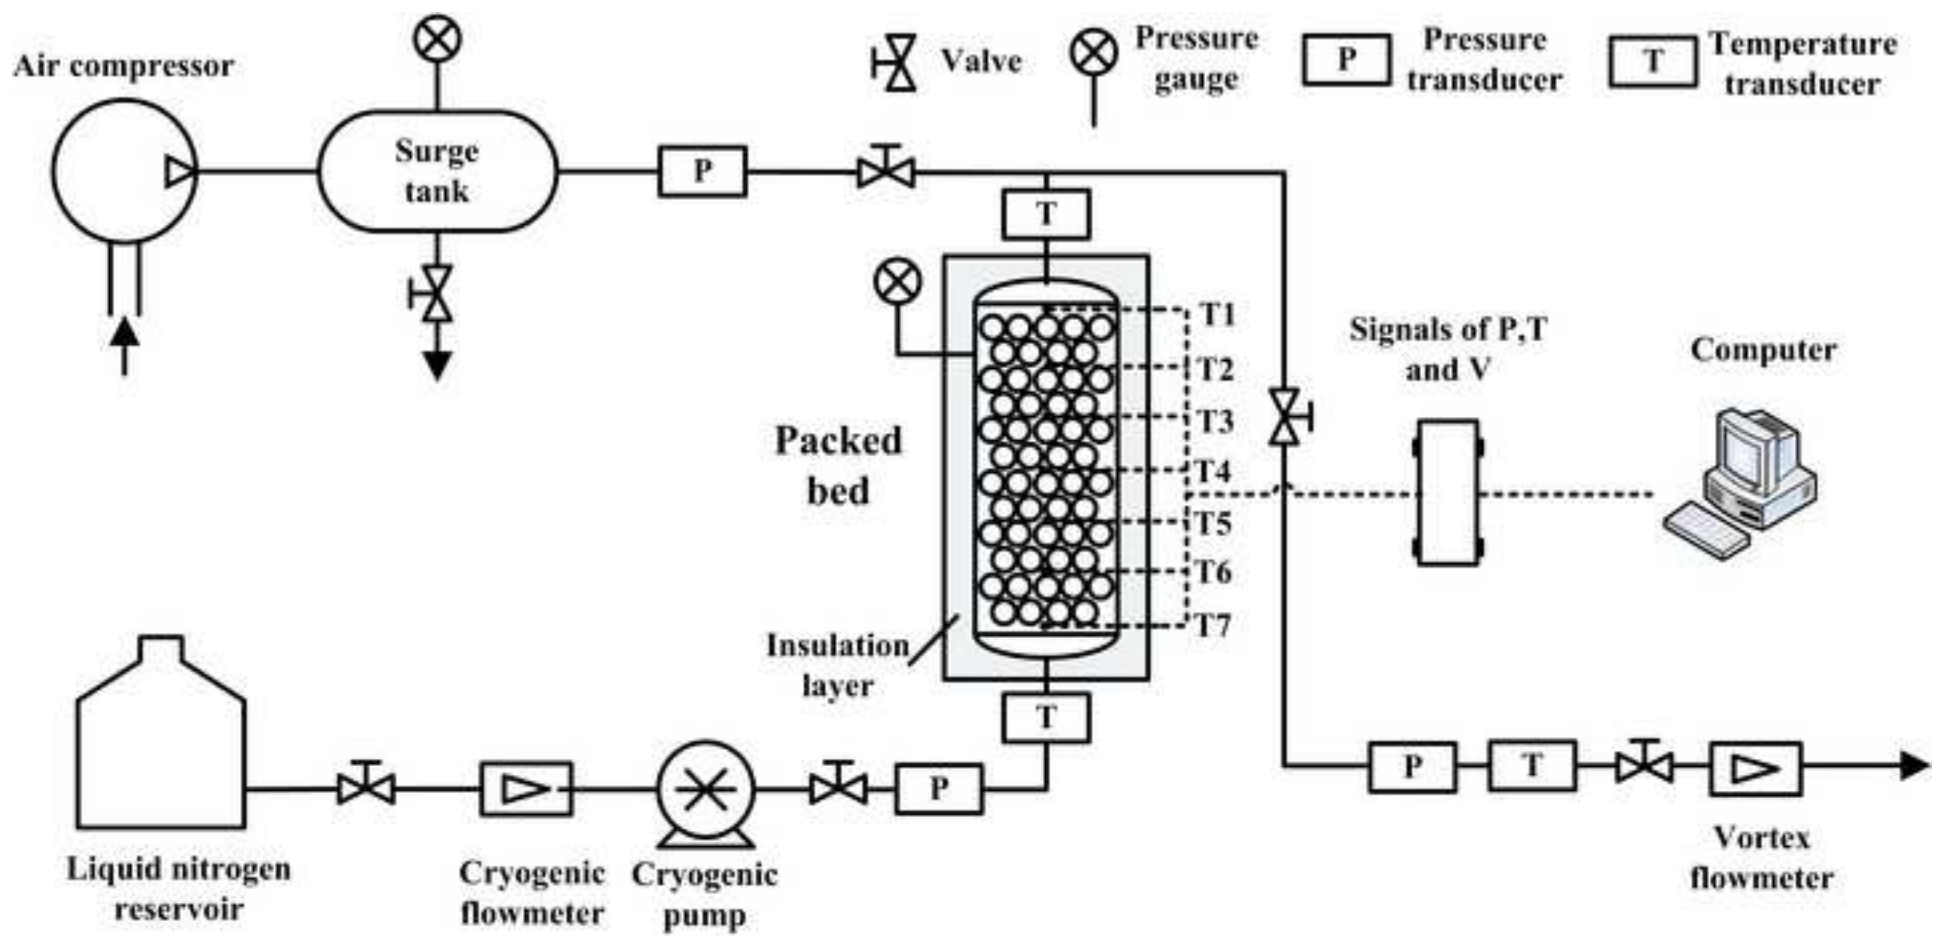 Air compressor
Surge
tank
Valve
Pressure
gauge
P
Pressure
transducer
T
Temperature
transducer
P
T
T1
T2
T3
T4
T5
T6
T7
Packed
bed
Insulation
layer
Signals of P,T
and V
Computer
T
Liquid nitrogen
reservoir
Cryogenic
flowmeter
Cryogenic
pump
P
P
T
Vortex
flowmeter